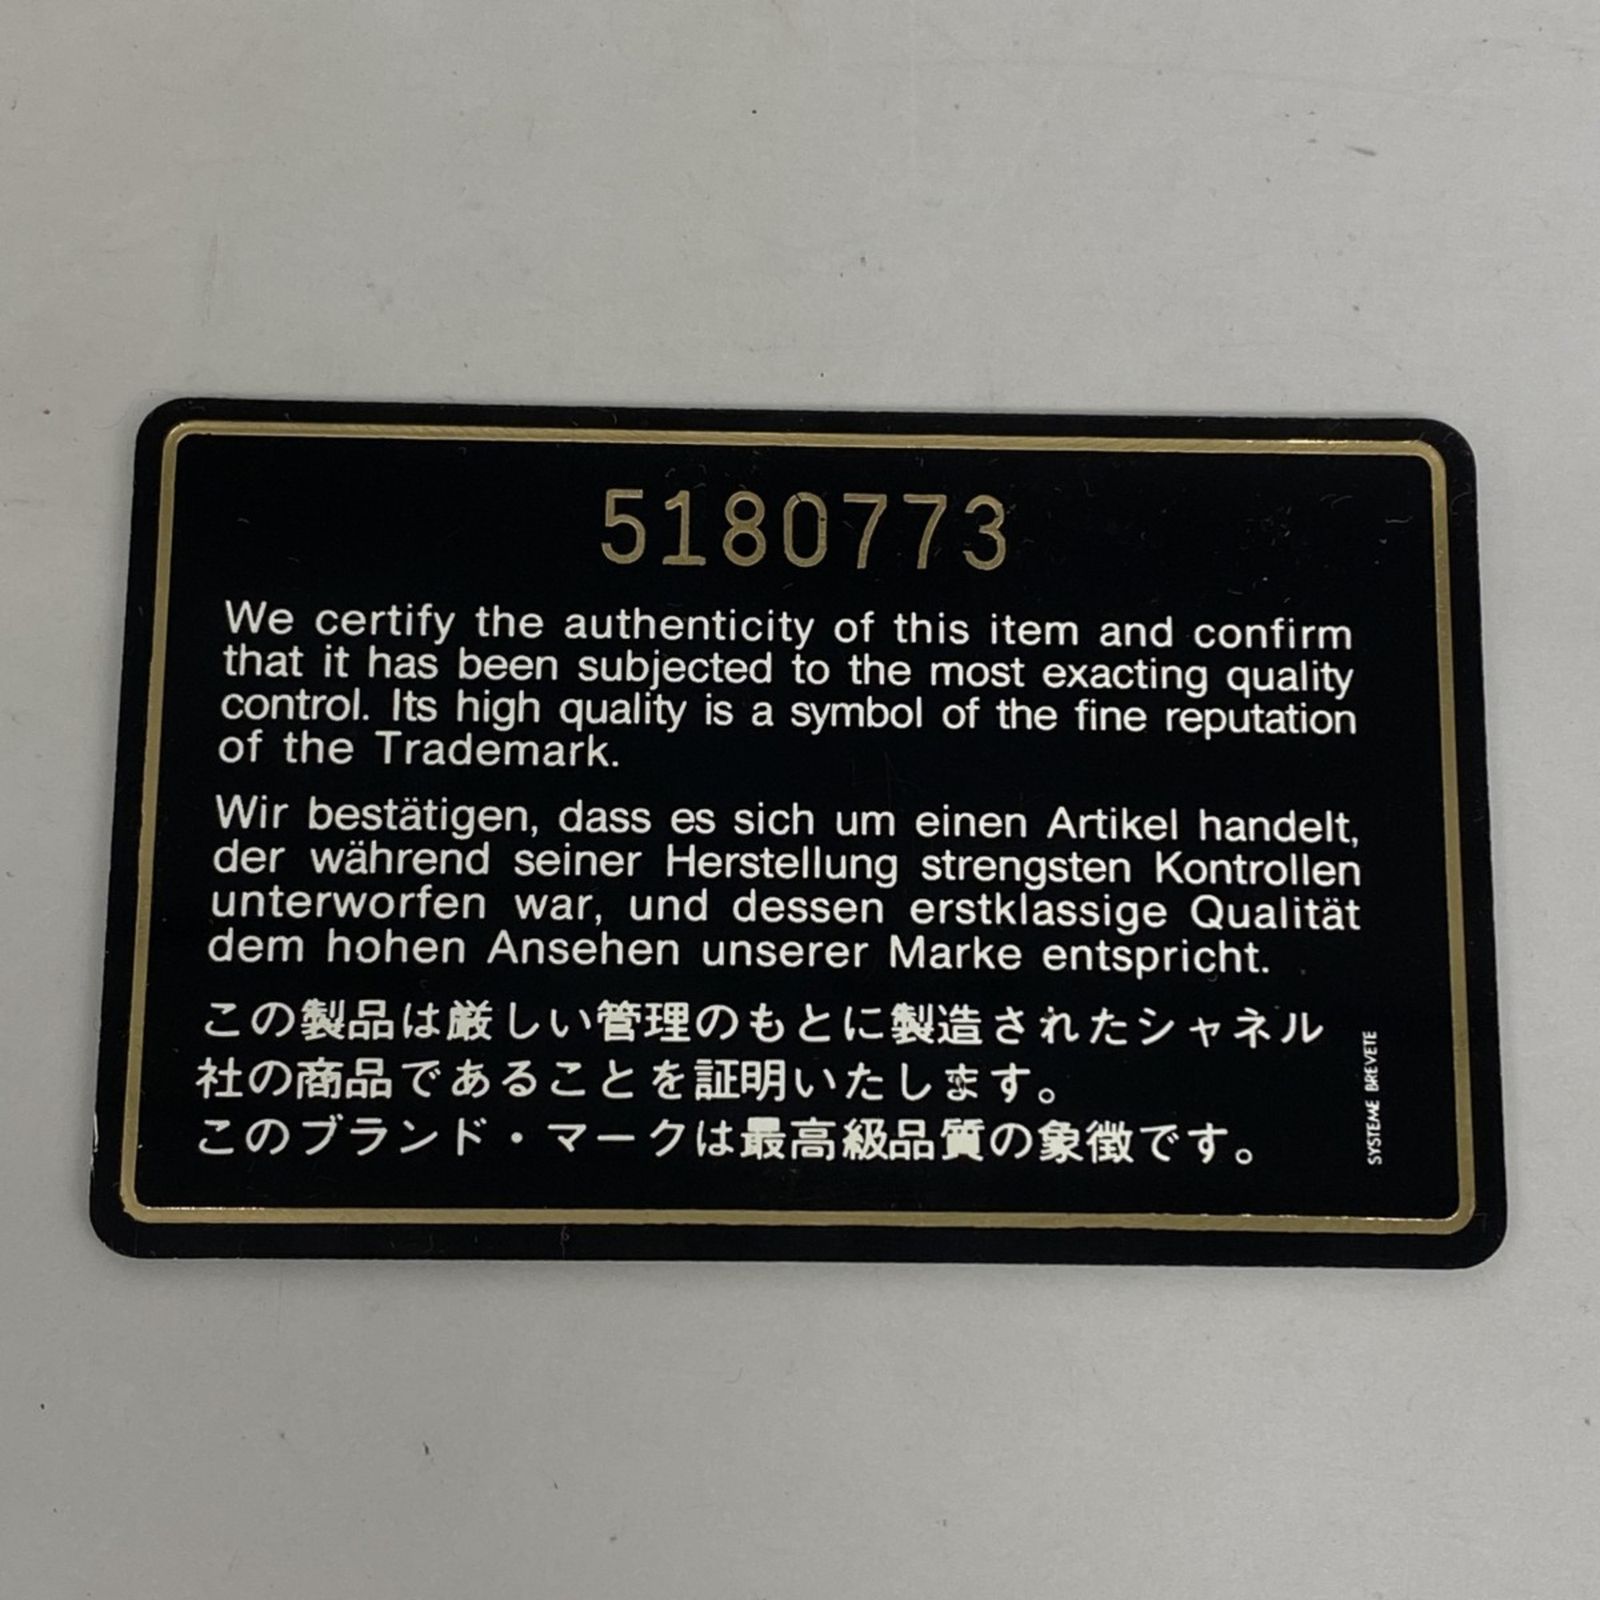 5180773
We certify the authenticity of this item and confirm
that it has been subjected to the most exacting quality
control. Its high quality is a symbol of the fine reputation
of the Trademark.
Wir bestätigen, dass es sich um einen Artikel handelt,
der während seiner Herstellung strengsten Kontrollen
unterworfen war, und dessen erstklassige Qualität
dem hohen Ansehen unserer Marke entspricht.
この製品は厳しい管理のもとに製造されたシャネル
社の商品であることを証明いたします。
このブランド・マークは最高級品質の象徴です。
SYSTEME BREVETE